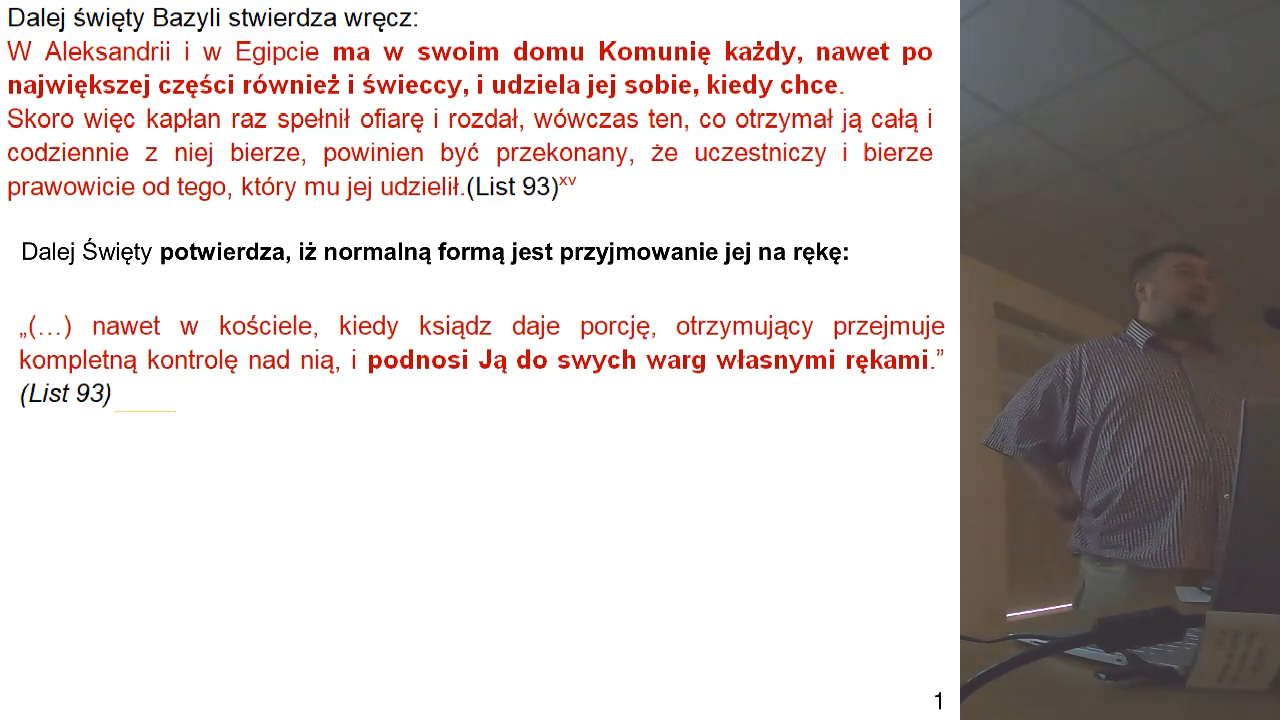 Dalej święty Bazyli stwierdza wręcz:
W Aleksandrii i w Egipcie ma w swoim domu Komunię każdy, nawet po
największej części również i świeccy, i udziela jej sobie, kiedy chce.
Skoro więc kapłan raz spełnił ofiarę i rozdał, wówczas ten, co otrzymał ją całą i
codziennie z niej bierze, powinien być przekonany, że uczestniczy i bierze
prawowicie od tego, który mu jej udzielił.(List 93)xv
Dalej Święty potwierdza, iż normalną formą jest przyjmowanie jej na rękę:
„(…) nawet w kościele, kiedy ksiądz daje porcję, otrzymujący przejmuje
kompletną kontrolę nad nią, i podnosi Ją do swych warg własnymi rękami.”
(List 93)
1